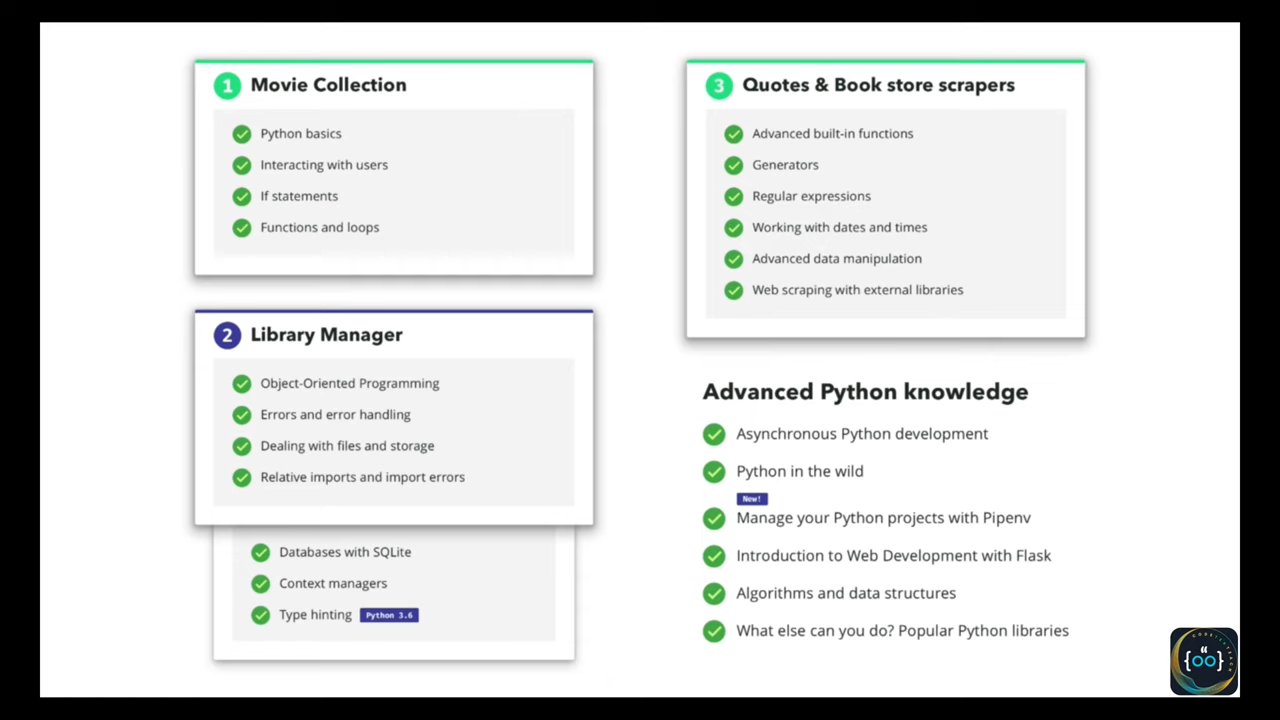 1 Movie Collection
Python basics
Interacting with users
If statements
Functions and loops
2 Library Manager
Object-Oriented Programming
Errors and error handling
Dealing with files and storage
Relative imports and import errors
Databases with SQLite
Context managers
Type hinting Python 3.6
3 Quotes & Book store scrapers
Advanced built-in functions
Generators
Regular expressions
Working with dates and times
Advanced data manipulation
Web scraping with external libraries
Advanced Python knowledge
Asynchronous Python development
Python in the wild
New!
Manage your Python projects with Pipenv
Introduction to Web Development with Flask
Algorithms and data structures
What else can you do? Popular Python libraries